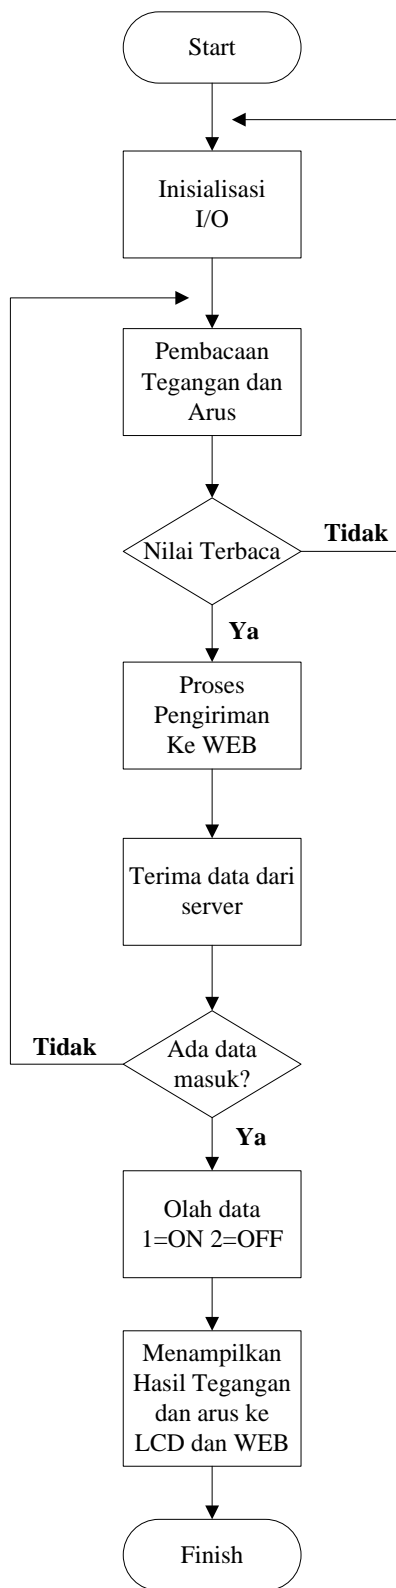 Start
Inisialisasi
I/O
Pembacaan
Tegangan dan
Arus
Nilai Terbaca
Tidak
Ya
Proses
Pengiriman
Ke WEB
Terima data dari
server
Tidak
Ada data
masuk?
Ya
Olah data
1=ON 2=OFF
Menampilkan
Hasil Tegangan
dan arus ke
LCD dan WEB
Finish